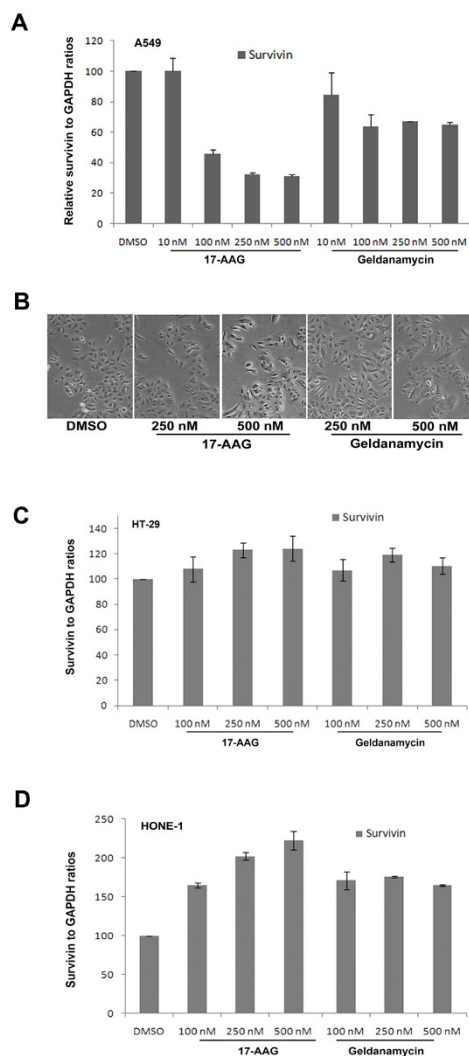 A
A549
Survivin
Relative survivin to GAPDH ratios
120
100
80
60
40
20
0
DMSO 10 nM 100 nM 250 nM 500 nM 10 nM 100 nM 250 nM 500 nM
17-AAG Geldanamycin
B
DMSO 250 nM 500 nM 250 nM 500 nM
17-AAG Geldanamycin
C
HT-29
Survivin
Survivin to GAPDH ratios
140
120
100
80
60
40
20
0
DMSO 100 nM 250 nM 500 nM 100 nM 250 nM 500 nM
17-AAG Geldanamycin
D
HONE-1
Survivin
Survivin to GAPDH ratios
250
200
150
100
50
0
DMSO 100 nM 250 nM 500 nM 100 nM 250 nM 500 nM
17-AAG Geldanamycin